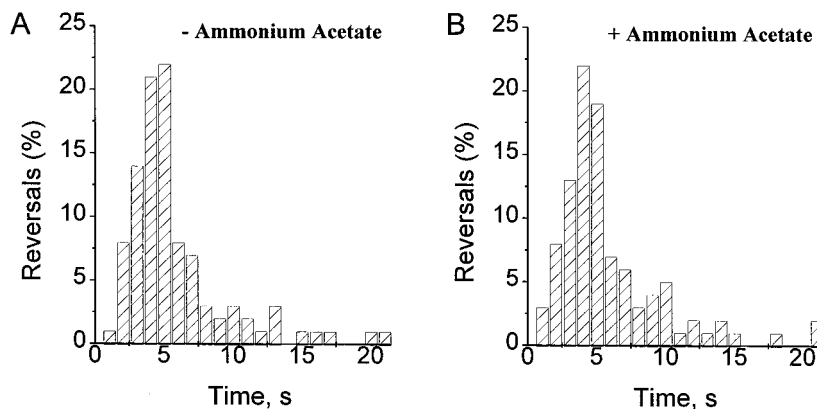 A
- Ammonium Acetate
25
20
15
10
5
0
Reversals (%)
0 5 10 15 20
Time, s
B
+ Ammonium Acetate
25
20
15
10
5
0
Reversals (%)
0 5 10 15 20
Time, s